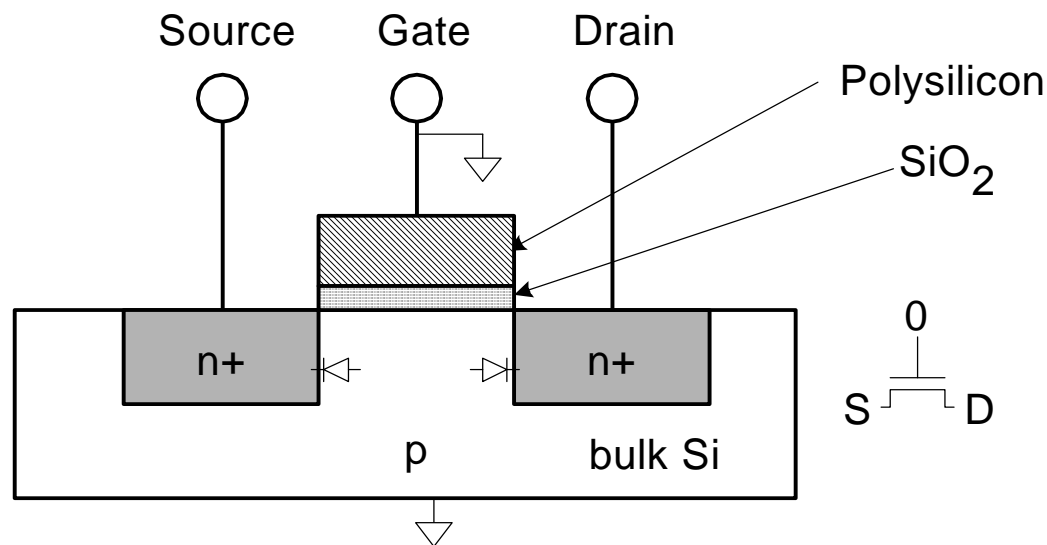 Source Gate Drain
Polysilicon
SiO2
n+ n+
0
S D
p bulk Si